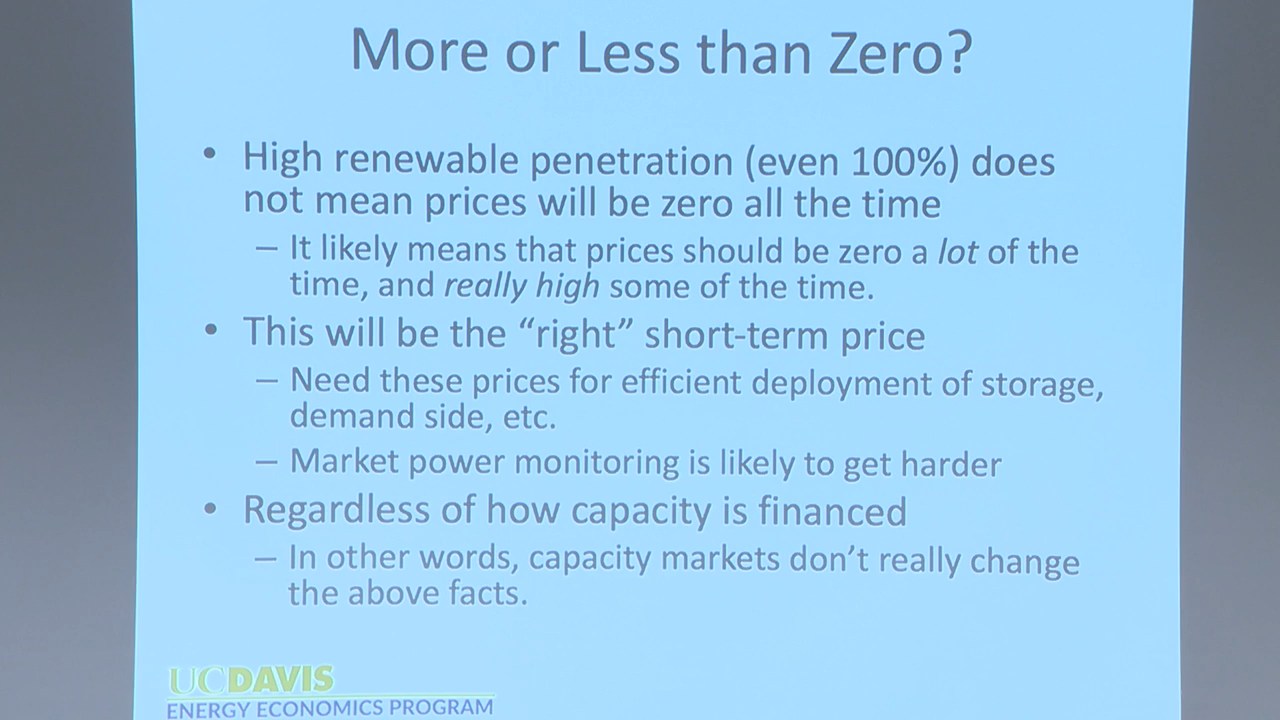 More or Less than Zero?
• High renewable penetration (even 100%) does
not mean prices will be zero all the time
– It likely means that prices should be zero a lot of the
time, and really high some of the time.
• This will be the “right” short-term price
– Need these prices for efficient deployment of storage,
demand side, etc.
– Market power monitoring is likely to get harder
• Regardless of how capacity is financed
– In other words, capacity markets don’t really change
the above facts.
UCDAVIS
ENERGY ECONOMICS PROGRAM